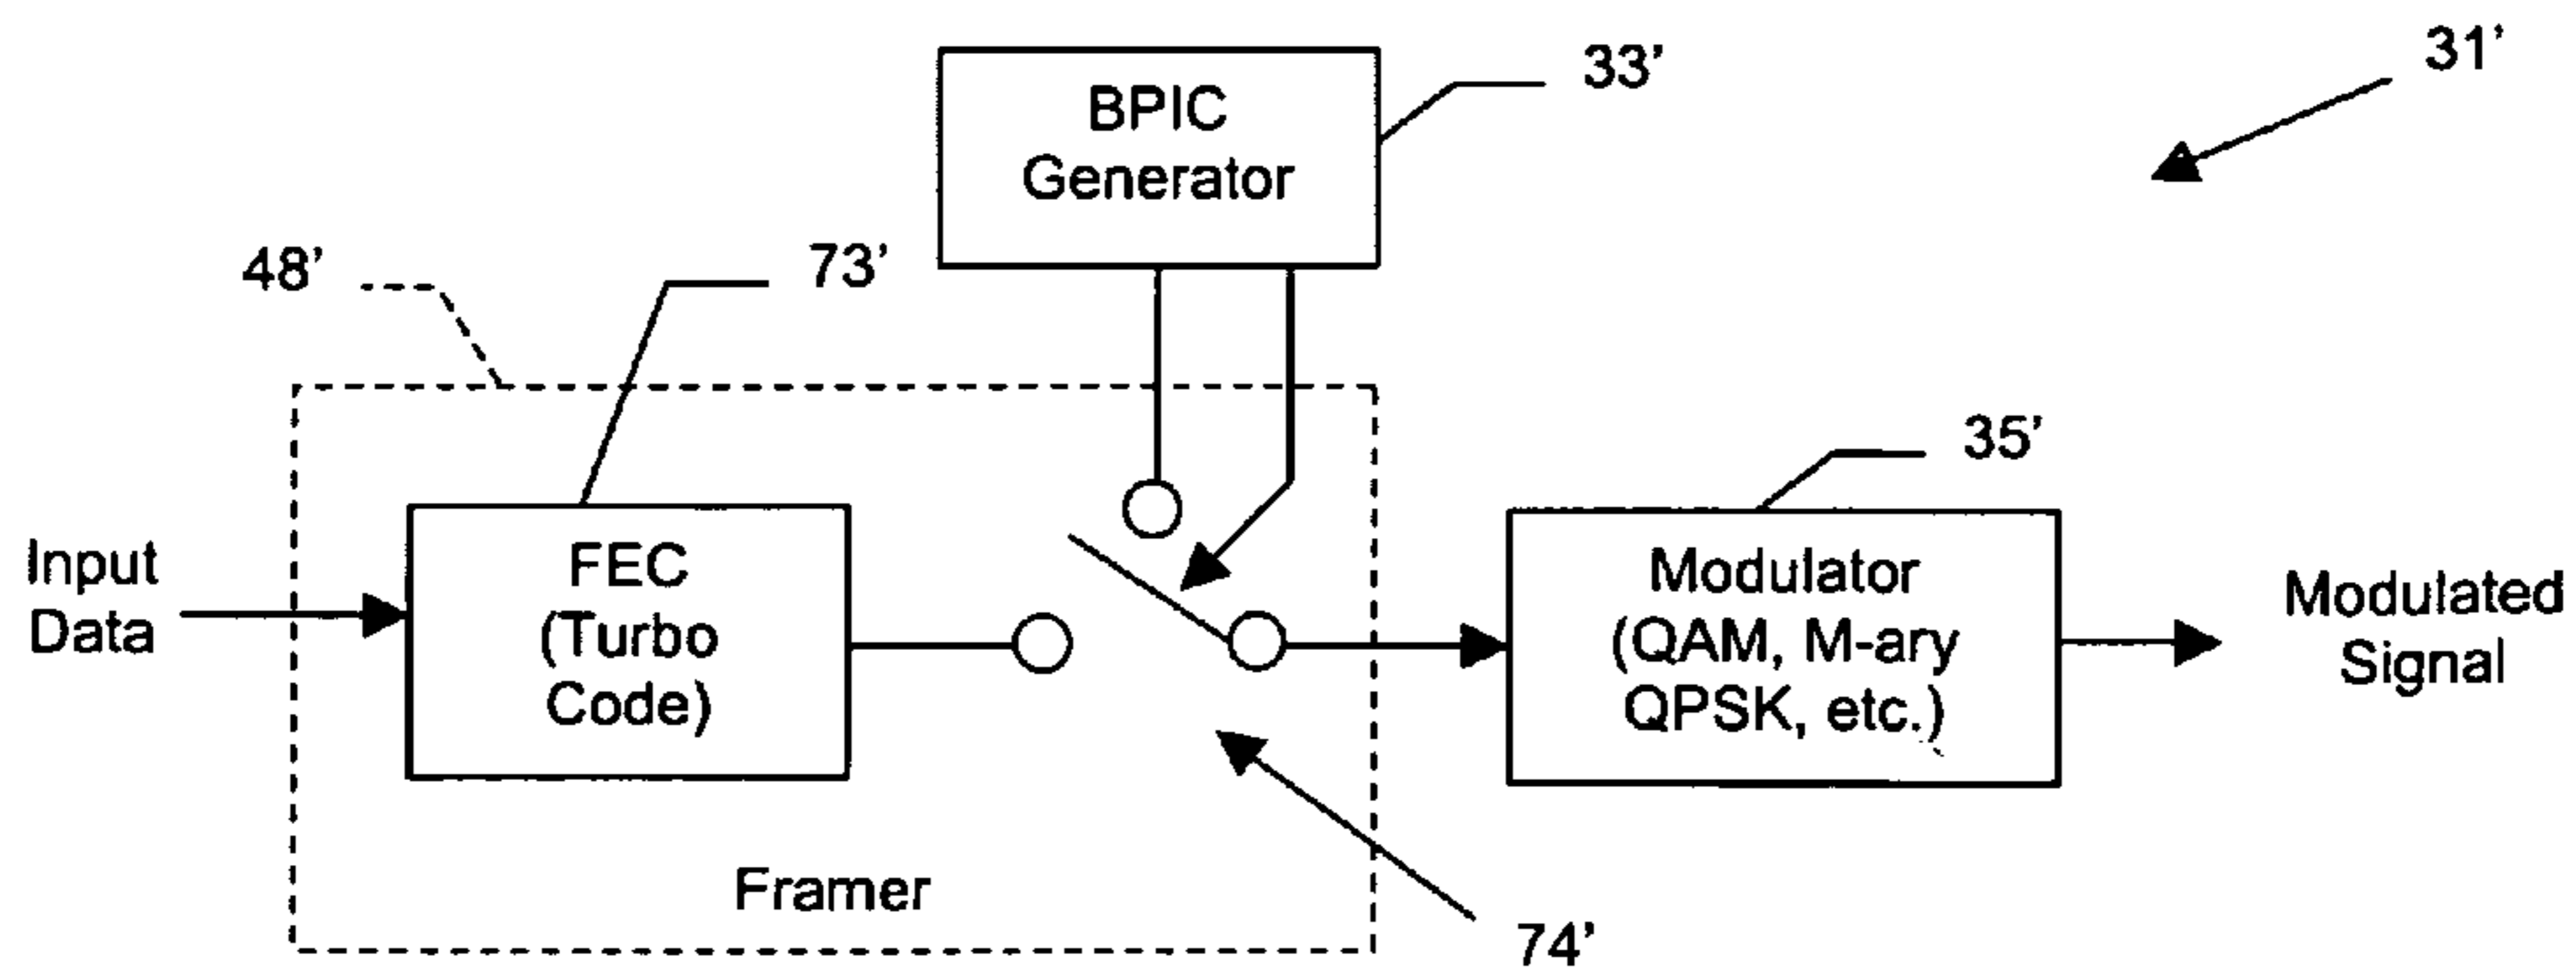 31’
BPIC
Generator
33’
48’
73’
35’
Input
Data
FEC
(Turbo
Code)
Modulator
(QAM, M-ary
QPSK, etc.)
Modulated
Signal
Framer
74’